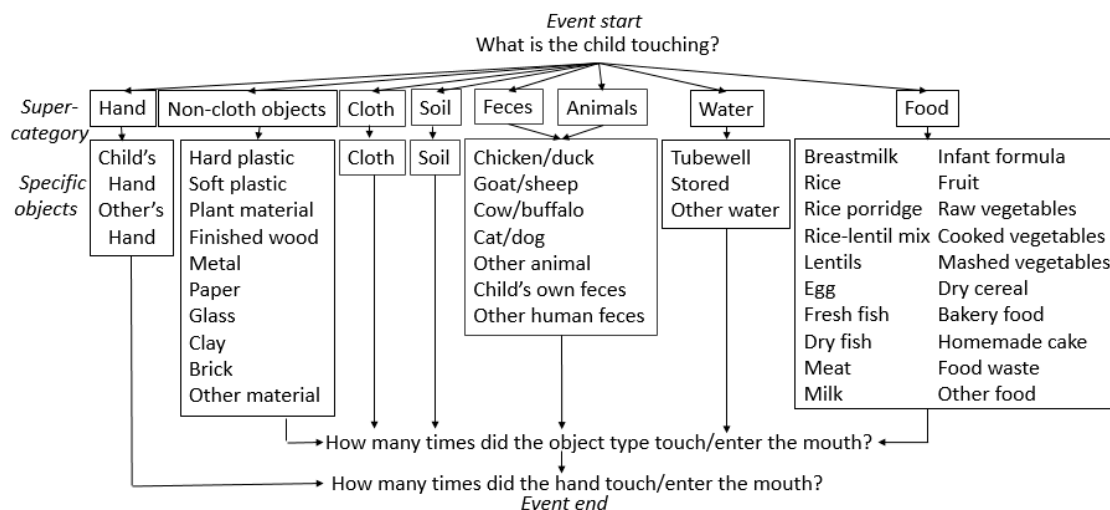 Event start
What is the child touching?
Super-category
Hand
Non-cloth objects
Cloth
Soil
Feces
Animals
Water
Food
Specific objects
Child's Hand
Other's Hand
Hard plastic
Soft plastic
Plant material
Finished wood
Metal
Paper
Glass
Clay
Brick
Other material
Cloth
Soil
Chicken/duck
Goat/sheep
Cow/buffalo
Cat/dog
Other animal
Child's own feces
Other human feces
Tubewell
Stored
Other water
Breastmilk
Rice
Rice porridge
Rice-lentil mix
Lentils
Egg
Fresh fish
Dry fish
Meat
Milk
Infant formula
Fruit
Raw vegetables
Cooked vegetables
Mashed vegetables
Dry cereal
Bakery food
Homemade cake
Food waste
Other food
How many times did the object type touch/enter the mouth?
How many times did the hand touch/enter the mouth?
Event end